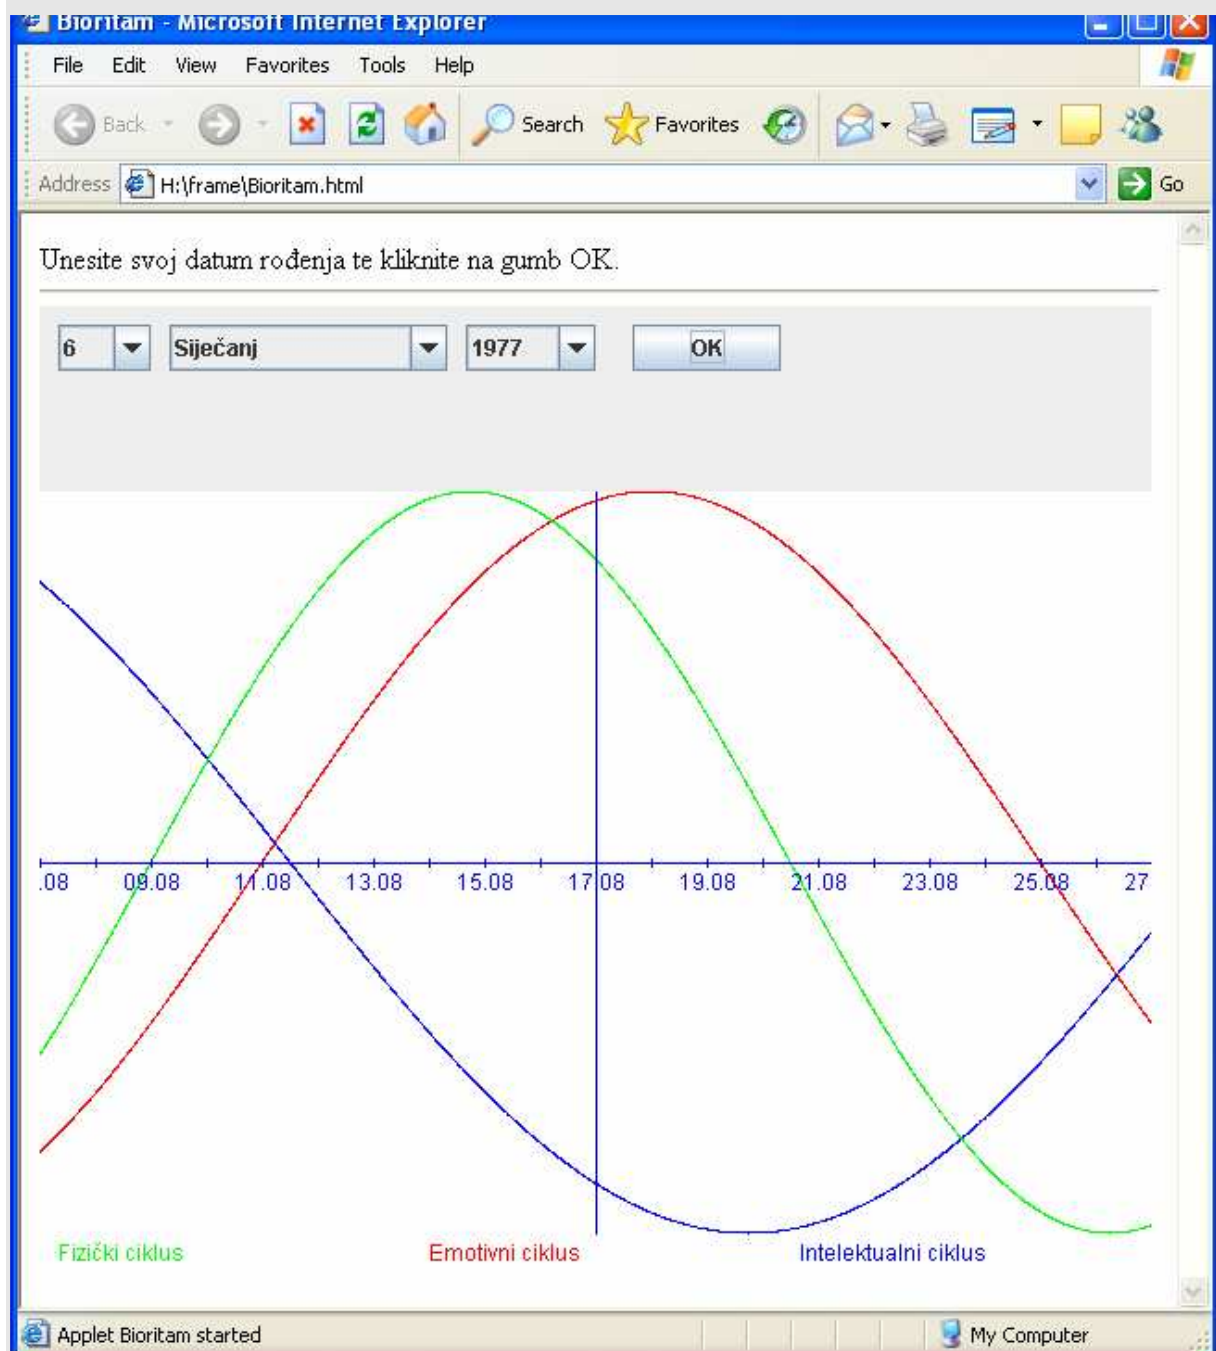 Bioritam - Microsoft Internet Explorer
File Edit View Favorites Tools Help
Back Search Favorites
Address H:\frame\Bioritam.html Go
Unesite svoj datum rođenja te kliknite na gumb OK.
6 Siječanj 1977 OK
.08 09.08 11.08 13.08 15.08 17.08 19.08 21.08 23.08 25.08 27
Fizički ciklus Emotivni ciklus Intelektualni ciklus
Applet Bioritam started My Computer